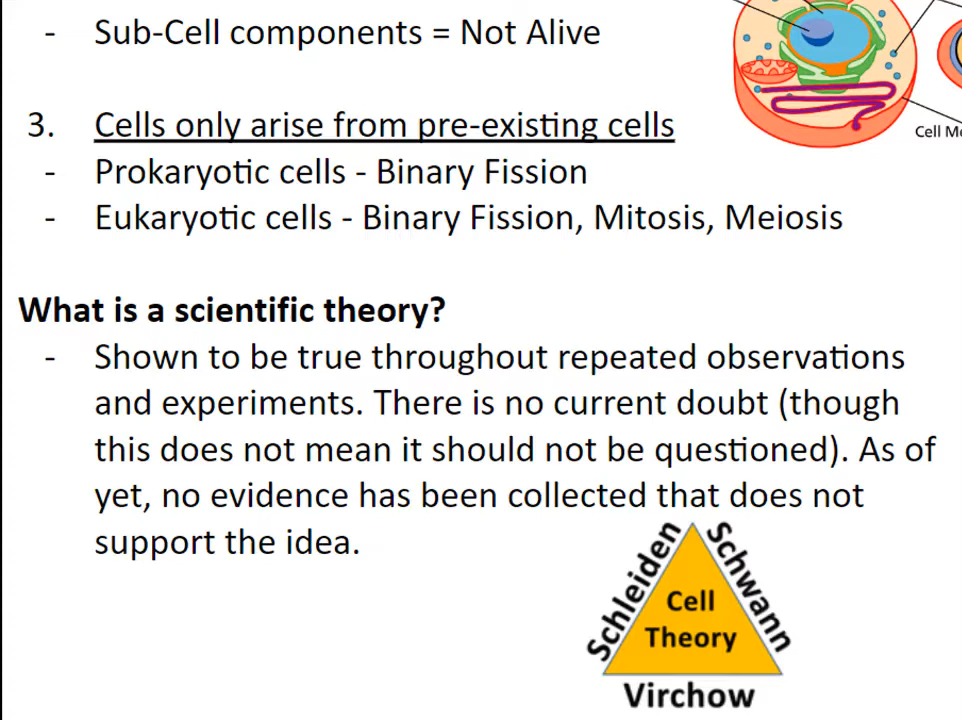 - Sub-Cell components = Not Alive
3. Cells only arise from pre-existing cells
Cell Me
- Prokaryotic cells - Binary Fission
- Eukaryotic cells - Binary Fission, Mitosis, Meiosis
What is a scientific theory?
- Shown to be true throughout repeated observations
and experiments. There is no current doubt (though
this does not mean it should not be questioned). As of
yet, no evidence has been collected that does not
support the idea.
Schleiden
Schwann
Cell
Theory
Virchow